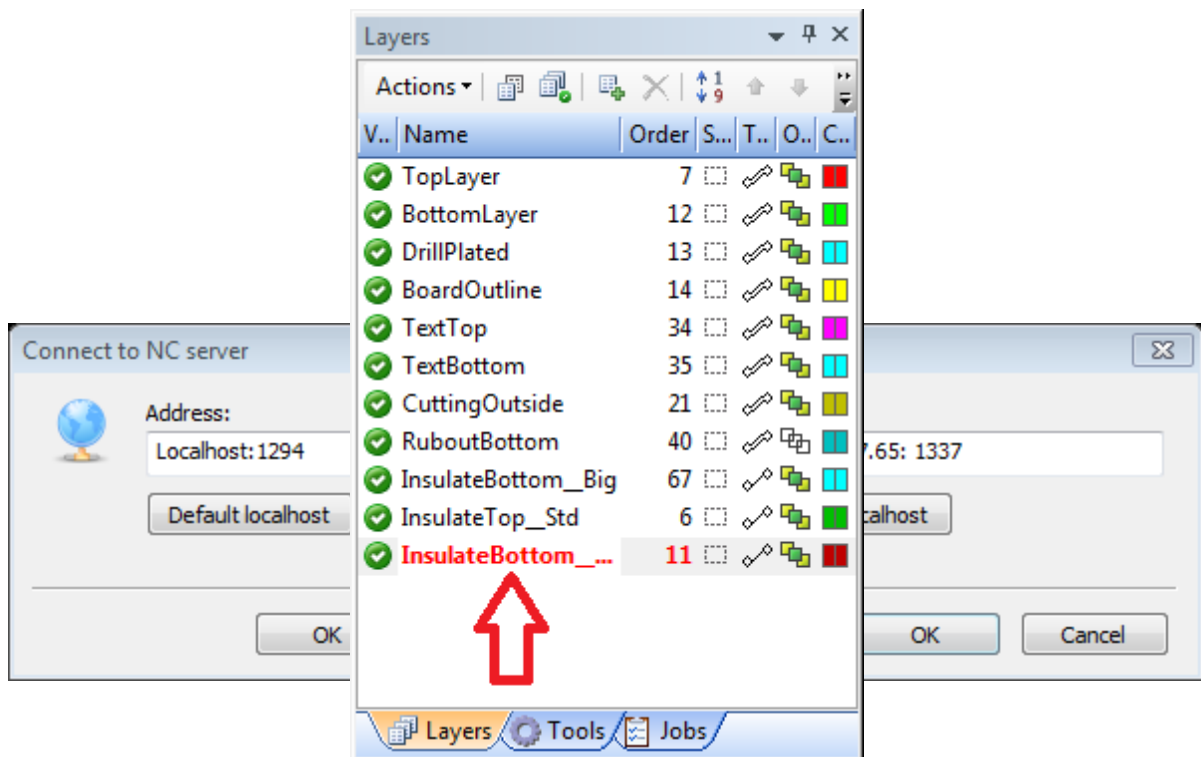 Layers
Actions
1
9
V.. Name Order S... T.. O.. C..
TopLayer 7
BottomLayer 12
DrillPlated 13
BoardOutline 14
TextTop 34
TextBottom 35
CuttingOutside 21
RuboutBottom 40
InsulateBottom__Big 67
InsulateTop__Std 6
InsulateBottom__... 11
Layers Tools Jobs
Connect to NC server
Address:
Localhost:1294
Default localhost
OK
7.65: 1337
calhost
OK Cancel